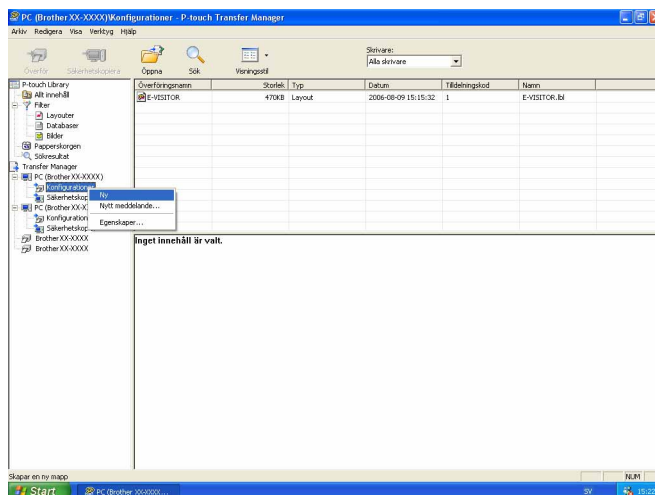 PC (Brother XX-XXXX)\Konfigurationer - P-touch Transfer Manager
Arkiv Redigera Visa Verktyg Hjälp
Överför Säkerhetskopiera Öppna Sök Visningsstil
Skrivare:
Alla skrivare
P-touch Library
Allt innehåll
Filter
Layouter
Databaser
Bilder
Papperskorgen
Sökresultat
Transfer Manager
PC (Brother XX-XXXX)
Konfigurationer
Säkerhetskop
PC (Brother XX-X
Konfiguration
Säkerhetskop
Brother XX-XXXX
Brother XX-XXXX
Ny
Nytt meddelande...
Egenskaper...
Överföringsnamn Storlek Typ Datum Tilldelningskod Namn
E-VISITOR 470KB Layout 2006-08-09 15:15:32 1 E-VISITOR.lbl
Inget innehåll är valt.
Skapar en ny mapp
NUM
Start PC (Brother XX-XXXX... SV 15:22